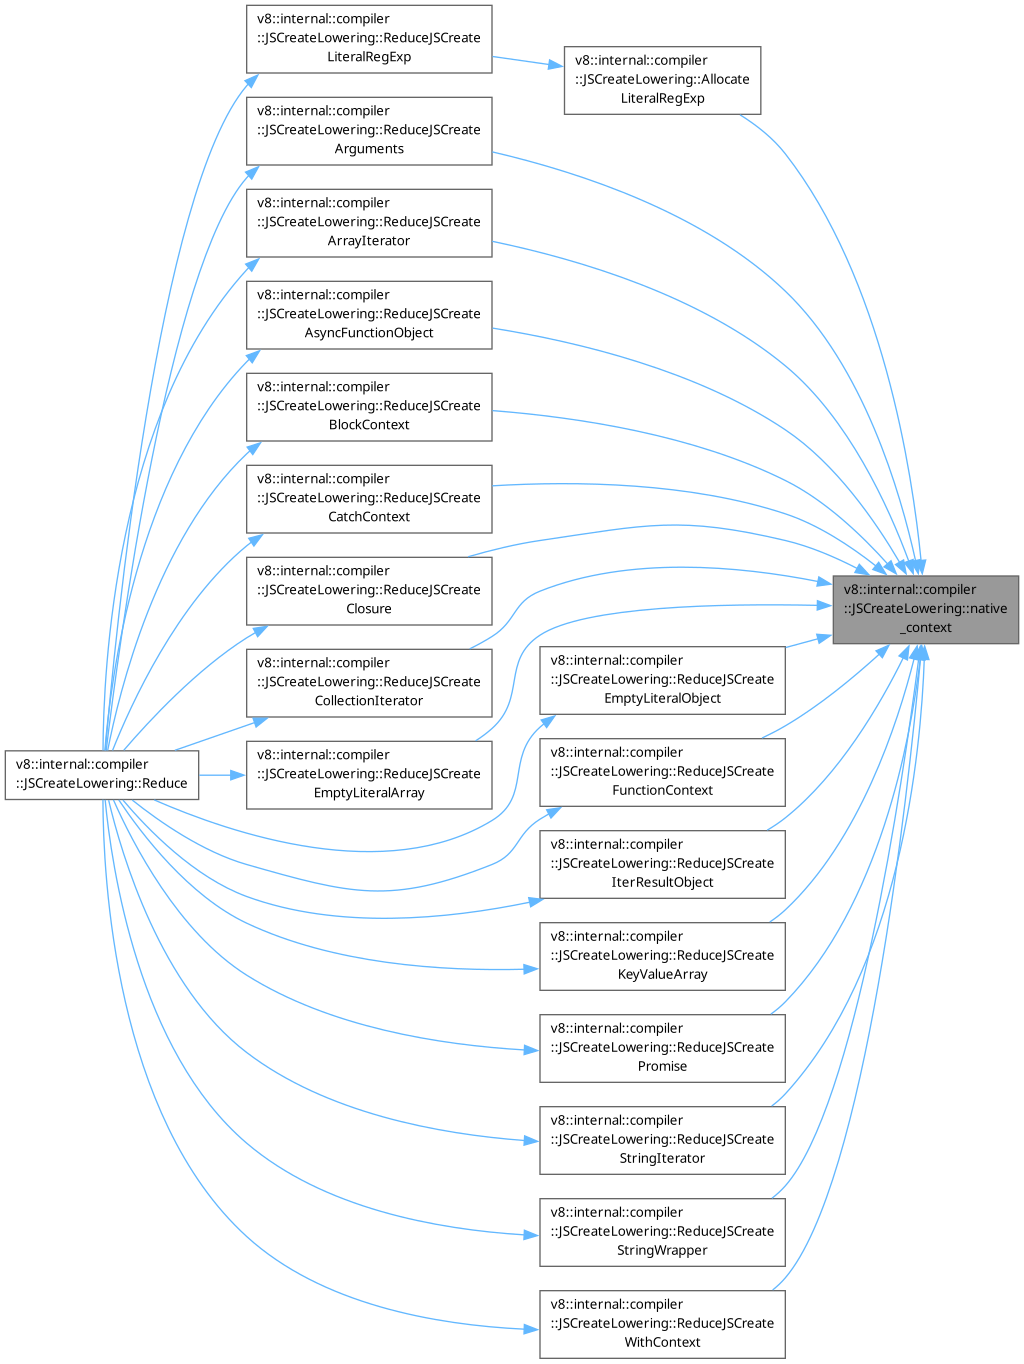 v8::internal::compiler
::JSCreateLowering::ReduceJSCreate
LiteralRegExp
v8::internal::compiler
::JSCreateLowering::Allocate
LiteralRegExp
v8::internal::compiler
::JSCreateLowering::ReduceJSCreate
Arguments
v8::internal::compiler
::JSCreateLowering::ReduceJSCreate
ArrayIterator
v8::internal::compiler
::JSCreateLowering::ReduceJSCreate
AsyncFunctionObject
v8::internal::compiler
::JSCreateLowering::ReduceJSCreate
BlockContext
v8::internal::compiler
::JSCreateLowering::ReduceJSCreate
CatchContext
v8::internal::compiler
::JSCreateLowering::ReduceJSCreate
Closure
v8::internal::compiler
::JSCreateLowering::native
_context
v8::internal::compiler
::JSCreateLowering::ReduceJSCreate
CollectionIterator
v8::internal::compiler
::JSCreateLowering::ReduceJSCreate
EmptyLiteralObject
v8::internal::compiler
::JSCreateLowering::Reduce
v8::internal::compiler
::JSCreateLowering::ReduceJSCreate
EmptyLiteralArray
v8::internal::compiler
::JSCreateLowering::ReduceJSCreate
FunctionContext
v8::internal::compiler
::JSCreateLowering::ReduceJSCreate
IterResultObject
v8::internal::compiler
::JSCreateLowering::ReduceJSCreate
KeyValueArray
v8::internal::compiler
::JSCreateLowering::ReduceJSCreate
Promise
v8::internal::compiler
::JSCreateLowering::ReduceJSCreate
StringIterator
v8::internal::compiler
::JSCreateLowering::ReduceJSCreate
StringWrapper
v8::internal::compiler
::JSCreateLowering::ReduceJSCreate
WithContext